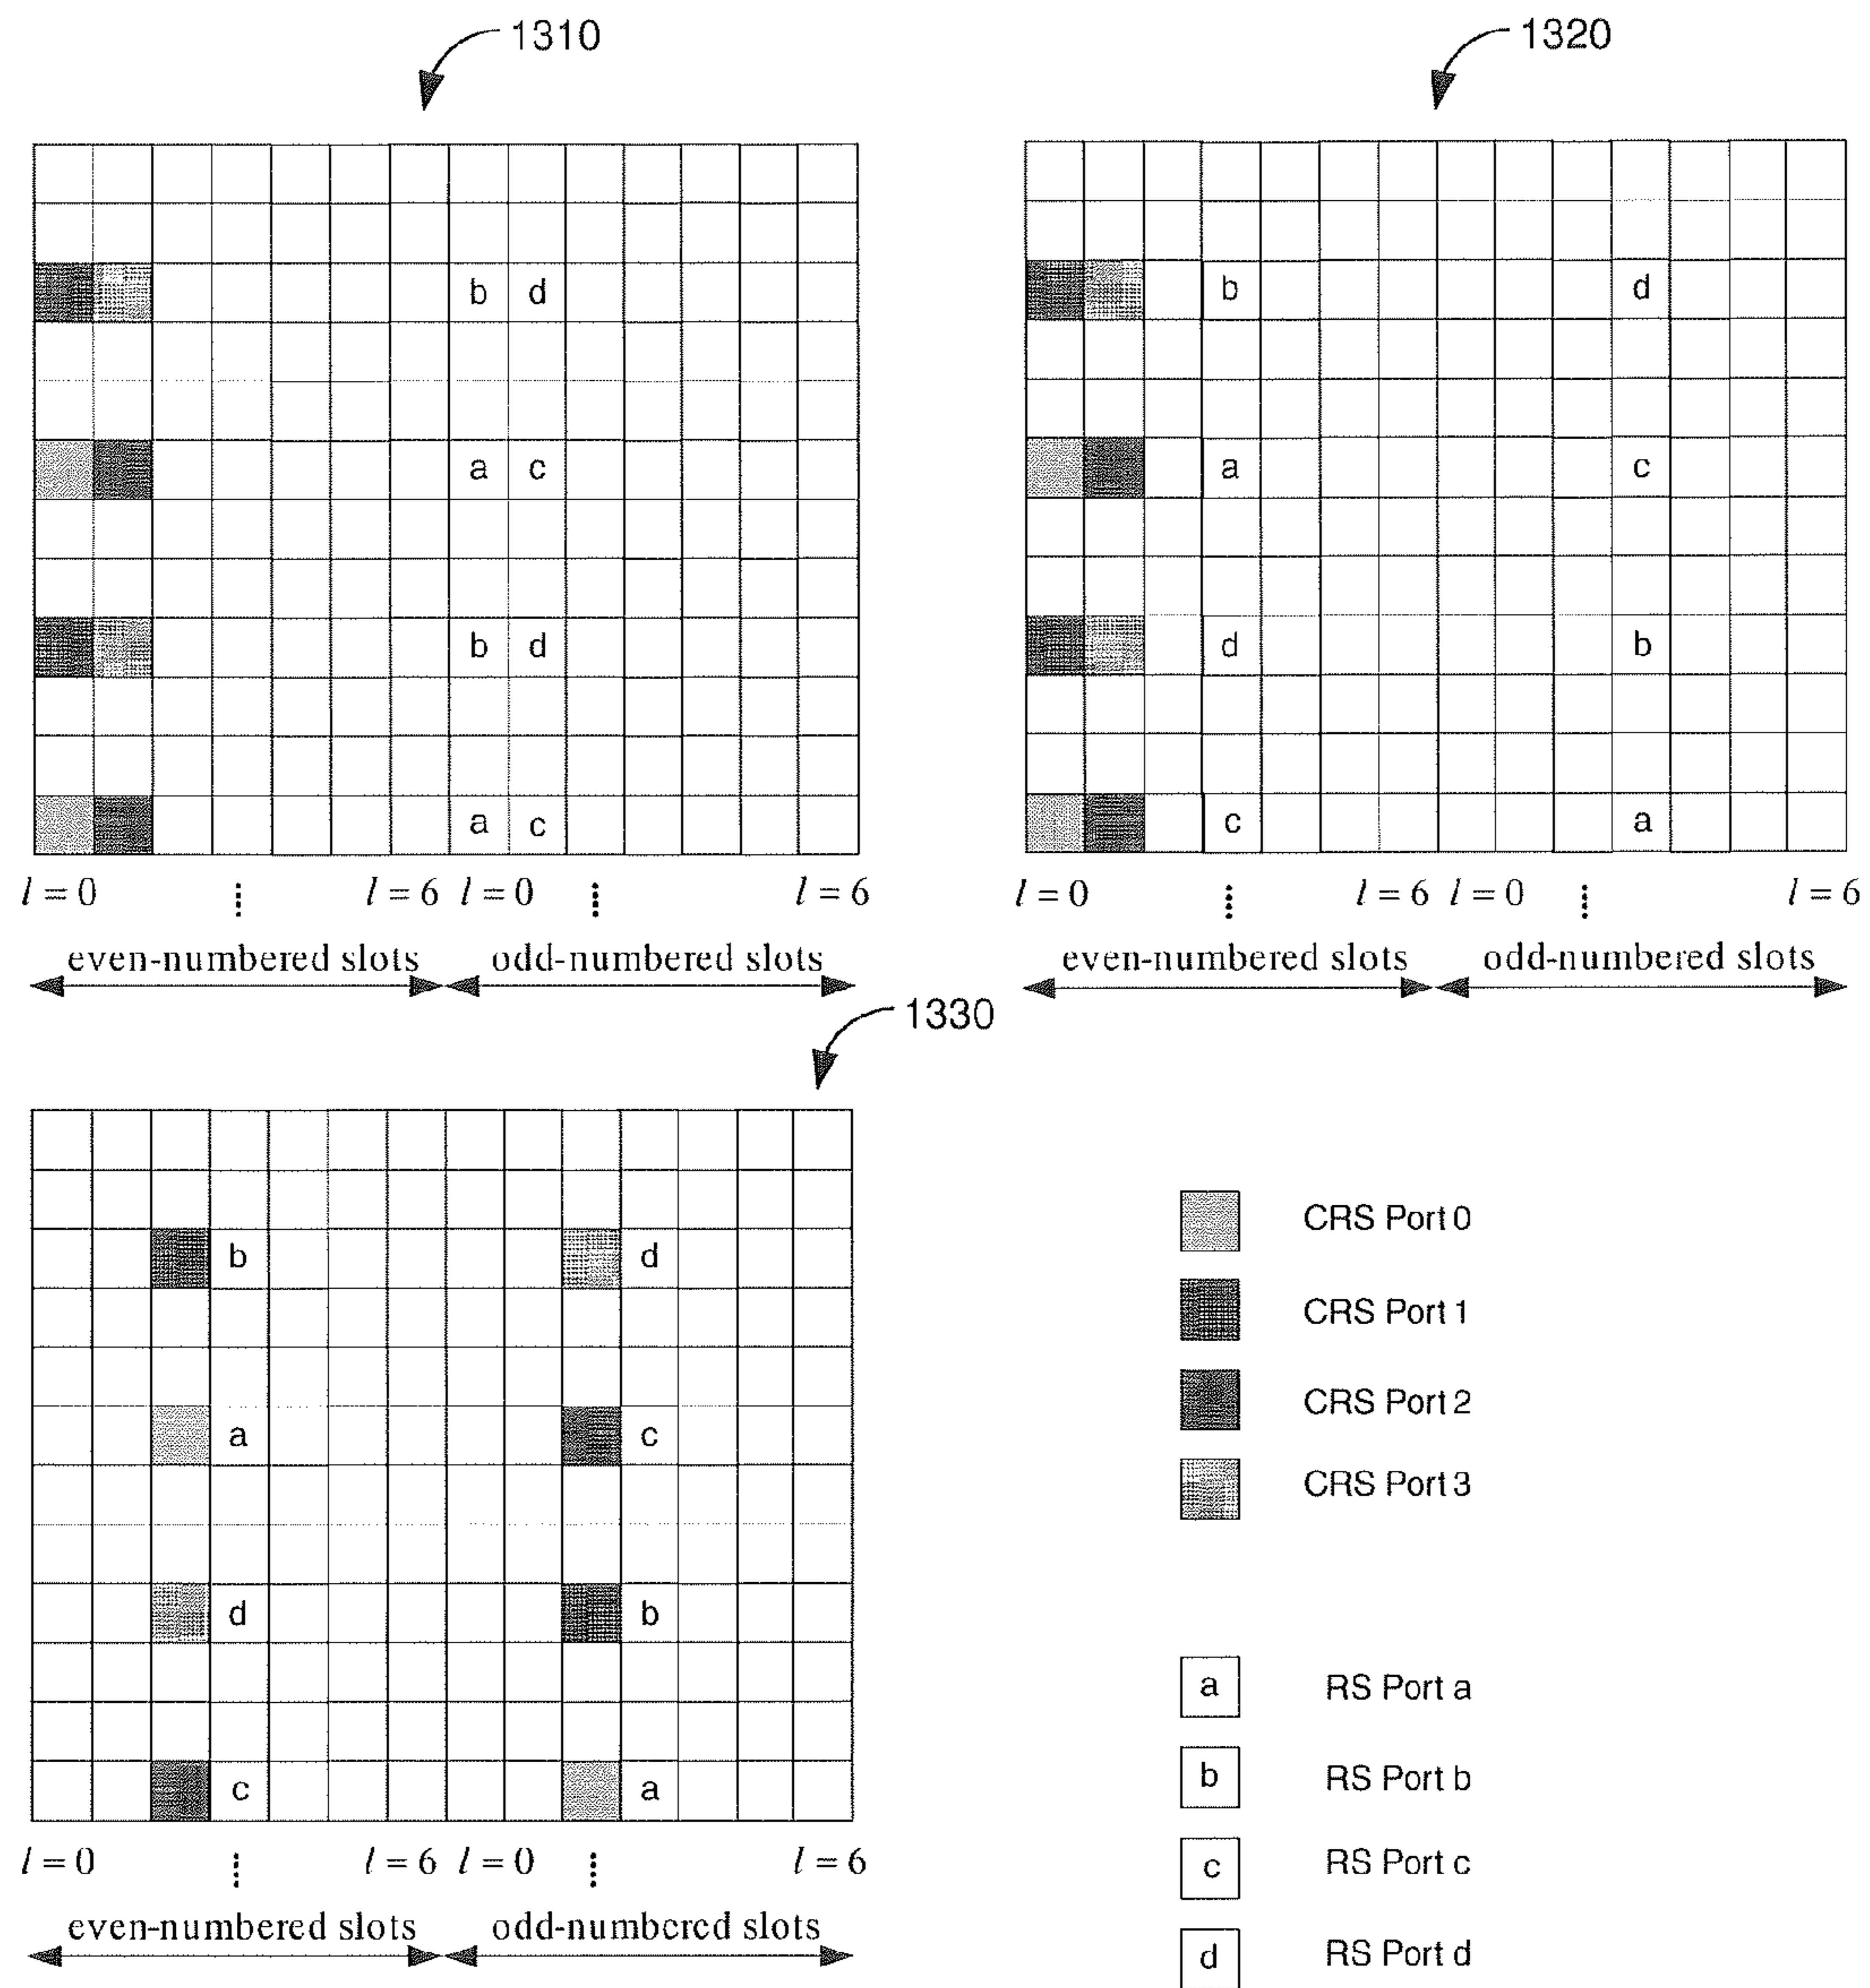 1310
b d
a c
b d
a c
l = 0 ⋮ l = 6 l = 0 ⋮ l = 6
even-numbered slots odd-numbered slots
1320
b d
a c
d b
c a
l = 0 ⋮ l = 6 l = 0 ⋮ l = 6
even-numbered slots odd-numbered slots
1330
b d
a c
d b
c a
l = 0 ⋮ l = 6 l = 0 ⋮ l = 6
even-numbered slots odd-numbered slots
CRS Port 0
CRS Port 1
CRS Port 2
CRS Port 3
a RS Port a
b RS Port b
c RS Port c
d RS Port d